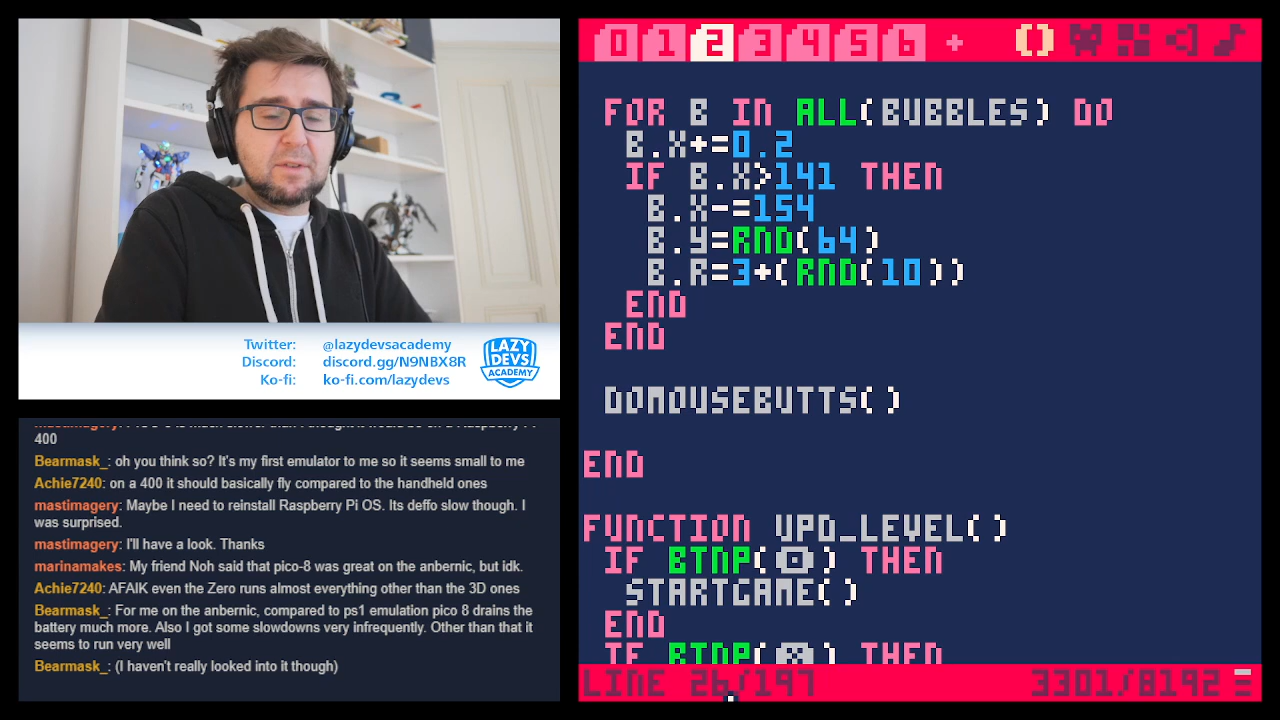 Twitter: @lazydevsacademy
Discord: discord.gg/N9NBX8R
Ko-fi: ko-fi.com/lazydevs
LAZY
DEVS
ACADEMY
400
Bearmask_: oh you think so? It's my first emulator to me so it seems small to me
Achie7240: on a 400 it should basically fly compared to the handheld ones
mastimagery: Maybe I need to reinstall Raspberry Pi OS. Its deffo slow though. I
was surprised.
mastimagery: I'll have a look. Thanks
marinamakes: My friend Noh said that pico-8 was great on the anbernic, but idk.
Achie7240: AFAIK even the Zero runs almost everything other than the 3D ones
Bearmask_: For me on the anbernic, compared to ps1 emulation pico 8 drains the
battery much more. Also I got some slowdowns very infrequently. Other than that it
seems to run very well
Bearmask_: (I haven't really looked into it though)
0 1 2 3 4 5 6 + ()
FOR B IN ALL(BUBBLES) DO
B.X+=0.2
IF B.X>141 THEN
B.X-=154
B.Y=RND(64)
B.R=3+(RND(10))
END
END
DOMOUSEBUTTS()
END
FUNCTION UPD_LEVEL()
IF BTNP(🅾️) THEN
STARTGAME()
END
IF BTNP(❎) THEN
LINE 26/197 3301/8192